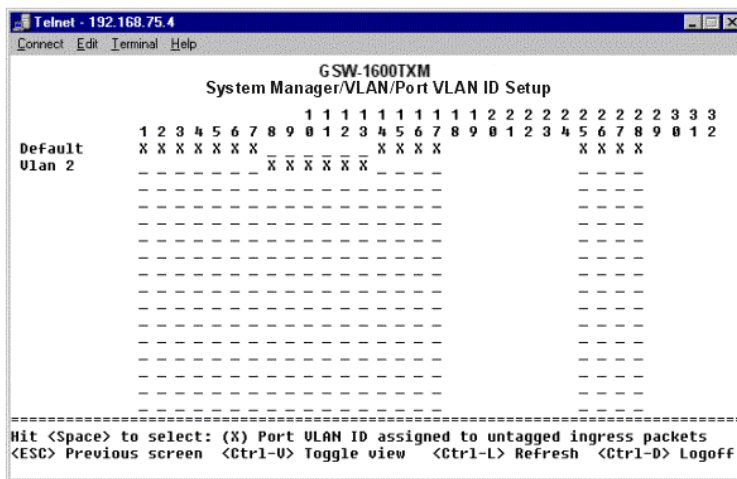 Telnet - 192.168.75.4
Connect Edit Terminal Help
GSW-1600TXM
System Manager/VLAN/Port VLAN ID Setup
1 1 1 1 1 1 1 1 1 1 2 2 2 2 2 2 2 2 2 2 3 3 3
1 2 3 4 5 6 7 8 9 0 1 2 3 4 5 6 7 8 9 0 1 2 3 4 5 6 7 8 9 0 1 2
Default X X X X X X X _ _ _ _ _ _ X X X X X X X X
Vlan 2 _ _ _ _ _ _ _ X X X X X X _ _ _ _ _ _ _ _
_ _ _ _ _ _ _ _ _ _ _ _ _ _ _ _ _ _ _ _ _
_ _ _ _ _ _ _ _ _ _ _ _ _ _ _ _ _ _ _ _ _
_ _ _ _ _ _ _ _ _ _ _ _ _ _ _ _ _ _ _ _ _
_ _ _ _ _ _ _ _ _ _ _ _ _ _ _ _ _ _ _ _ _
_ _ _ _ _ _ _ _ _ _ _ _ _ _ _ _ _ _ _ _ _
_ _ _ _ _ _ _ _ _ _ _ _ _ _ _ _ _ _ _ _ _
_ _ _ _ _ _ _ _ _ _ _ _ _ _ _ _ _ _ _ _ _
_ _ _ _ _ _ _ _ _ _ _ _ _ _ _ _ _ _ _ _ _
_ _ _ _ _ _ _ _ _ _ _ _ _ _ _ _ _ _ _ _ _
_ _ _ _ _ _ _ _ _ _ _ _ _ _ _ _ _ _ _ _ _
_ _ _ _ _ _ _ _ _ _ _ _ _ _ _ _ _ _ _ _ _
_ _ _ _ _ _ _ _ _ _ _ _ _ _ _ _ _ _ _ _ _
_ _ _ _ _ _ _ _ _ _ _ _ _ _ _ _ _ _ _ _ _
_ _ _ _ _ _ _ _ _ _ _ _ _ _ _ _ _ _ _ _ _
================================================================================
Hit <Space> to select: (X) Port VLAN ID assigned to untagged ingress packets
<ESC> Previous screen <Ctrl-V> Toggle view <Ctrl-L> Refresh <Ctrl-D> Logoff